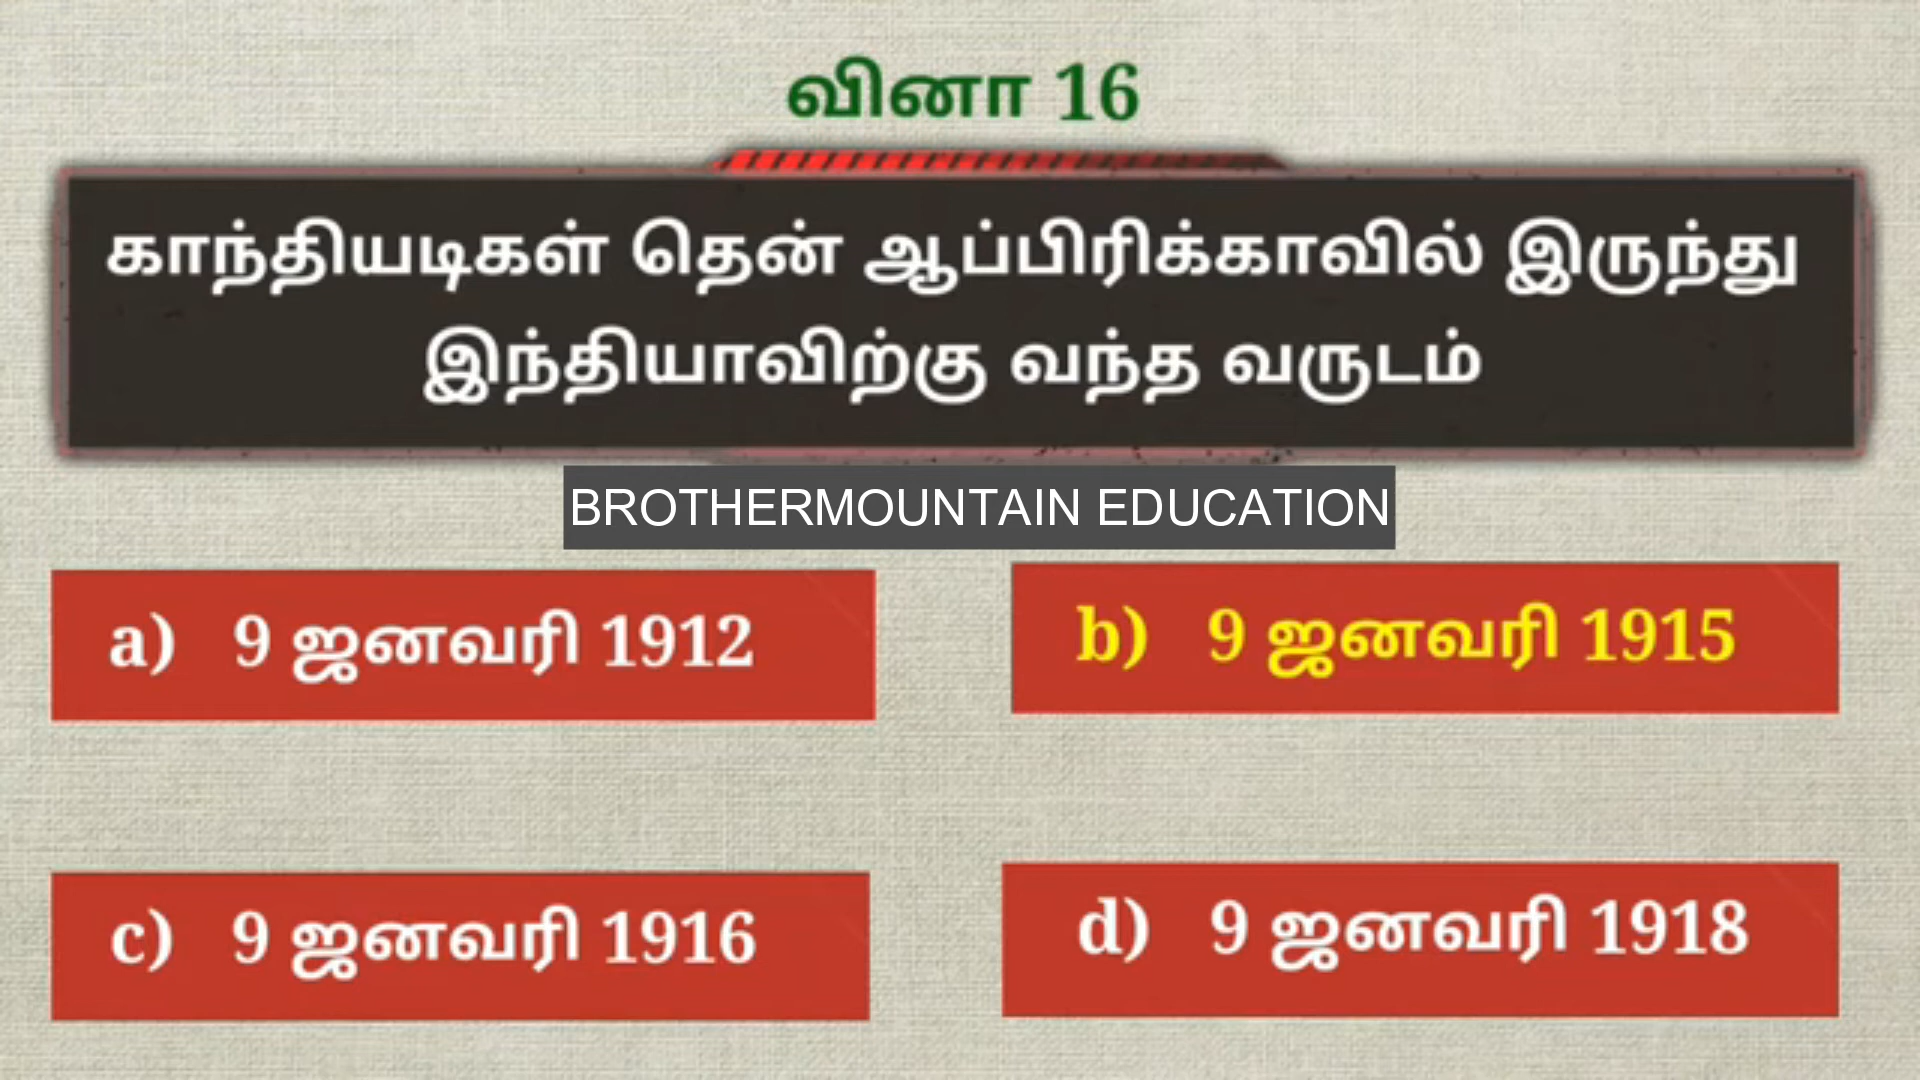 வினா 16
காந்தியடிகள் தென் ஆப்பிரிக்காவில் இருந்து
இந்தியாவிற்கு வந்த வருடம்
BROTHERMOUNTAIN EDUCATION
a) 9 ஜனவரி 1912
b) 9 ஜனவரி 1915
c) 9 ஜனவரி 1916
d) 9 ஜனவரி 1918